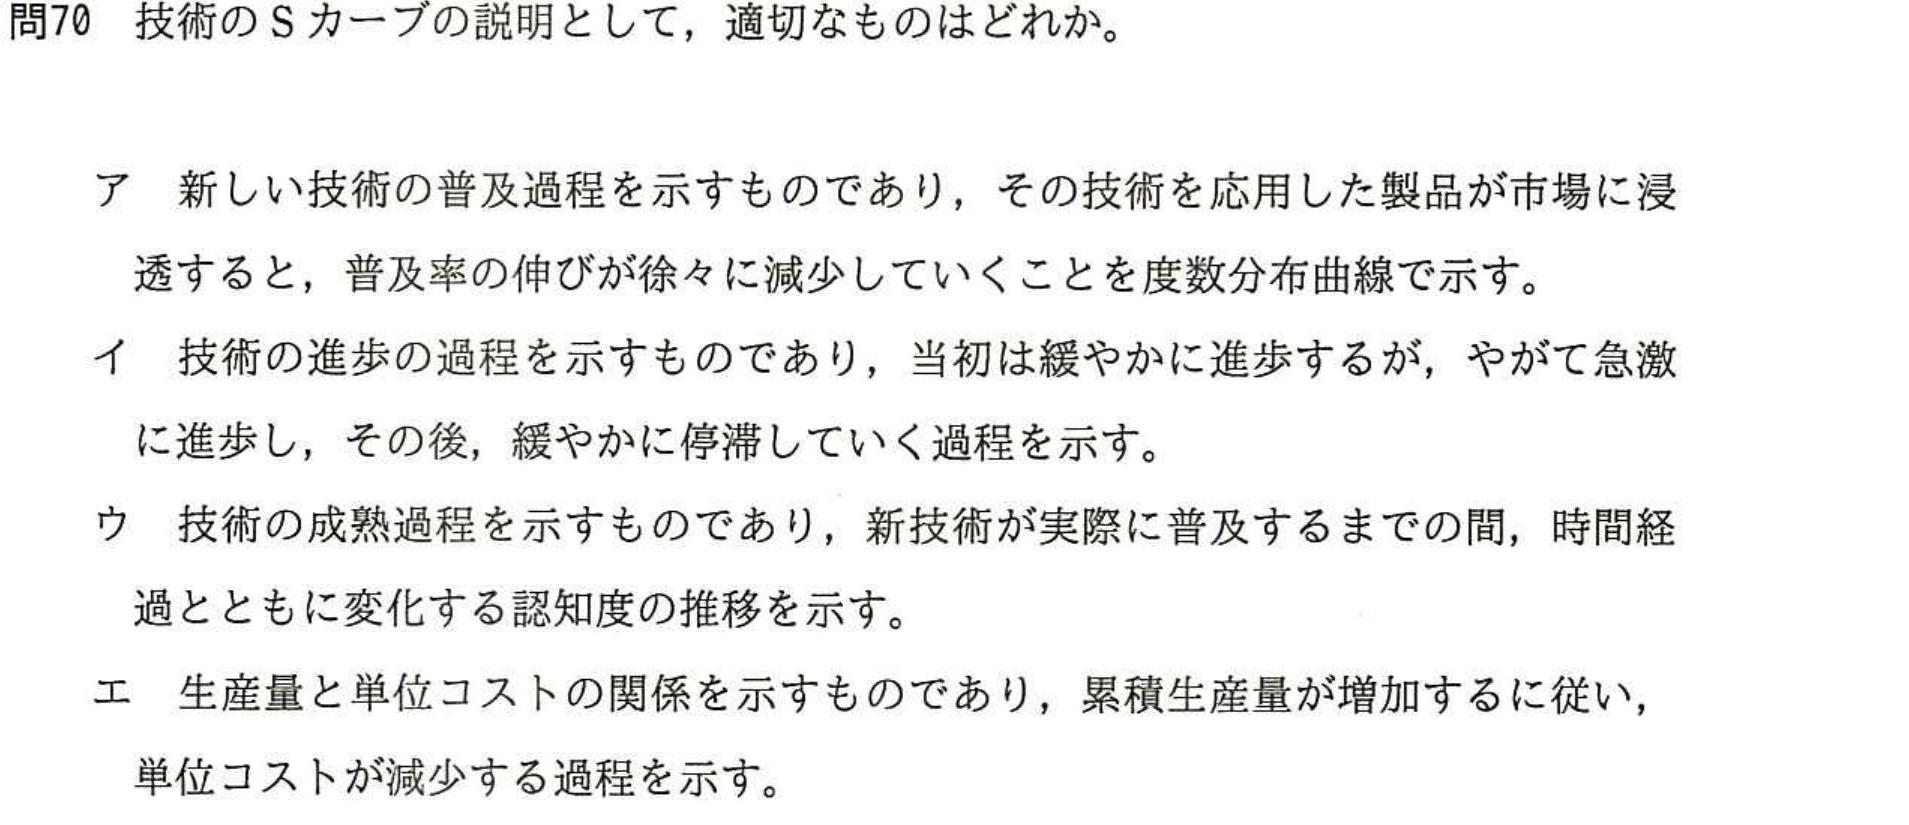 問70 技術のSカーブの説明として，適切なものはどれか。
ア 新しい技術の普及過程を示すものであり，その技術を応用した製品が市場に浸
透すると，普及率の伸びが徐々に減少していくことを度数分布曲線で示す。
イ 技術の進歩の過程を示すものであり，当初は緩やかに進歩するが，やがて急激
に進歩し，その後，緩やかに停滞していく過程を示す。
ウ 技術の成熟過程を示すものであり，新技術が実際に普及するまでの間，時間経
過とともに変化する認知度の推移を示す。
エ 生産量と単位コストの関係を示すものであり，累積生産量が増加するに従い，
単位コストが減少する過程を示す。